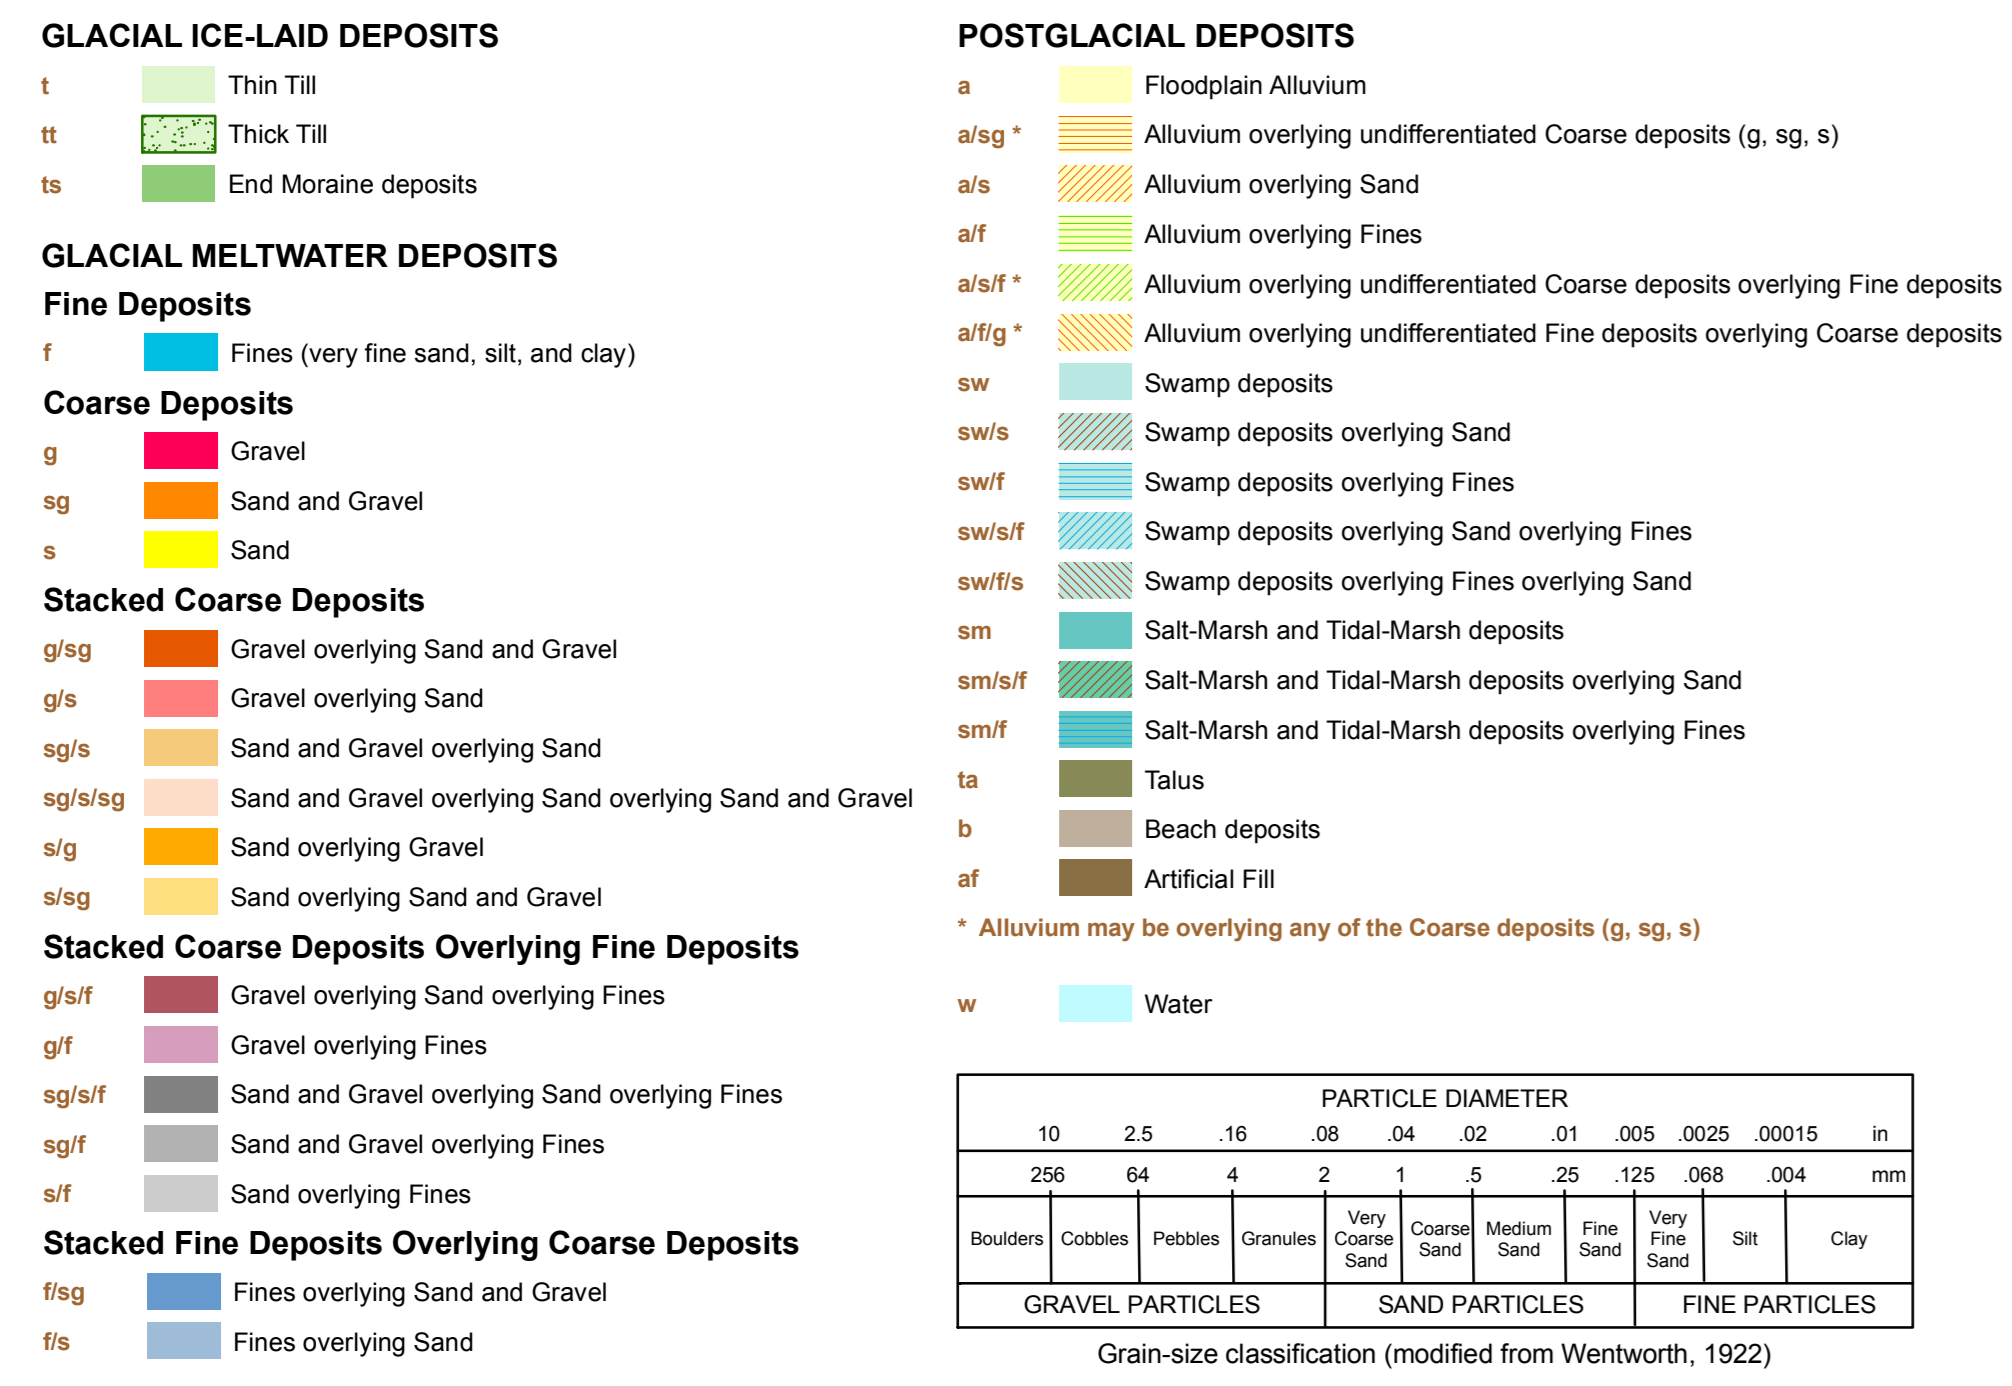 GLACIAL ICE-LAID DEPOSITS
t Thin Till
tt Thick Till
ts End Moraine deposits
GLACIAL MELTWATER DEPOSITS
Fine Deposits
f Fines (very fine sand, silt, and clay)
Coarse Deposits
g Gravel
sg Sand and Gravel
s Sand
Stacked Coarse Deposits
g/sg Gravel overlying Sand and Gravel
g/s Gravel overlying Sand
sg/s Sand and Gravel overlying Sand
sg/s/sg Sand and Gravel overlying Sand overlying Sand and Gravel
s/g Sand overlying Gravel
s/sg Sand overlying Sand and Gravel
Stacked Coarse Deposits Overlying Fine Deposits
g/s/f Gravel overlying Sand overlying Fines
g/f Gravel overlying Fines
sg/s/f Sand and Gravel overlying Sand overlying Fines
sg/f Sand and Gravel overlying Fines
s/f Sand overlying Fines
Stacked Fine Deposits Overlying Coarse Deposits
f/sg Fines overlying Sand and Gravel
f/s Fines overlying Sand
POSTGLACIAL DEPOSITS
a Floodplain Alluvium
a/sg * Alluvium overlying undifferentiated Coarse deposits (g, sg, s)
a/s Alluvium overlying Sand
a/f Alluvium overlying Fines
a/s/f * Alluvium overlying undifferentiated Coarse deposits overlying Fine deposits
a/f/g * Alluvium overlying undifferentiated Fine deposits overlying Coarse deposits
sw Swamp deposits
sw/s Swamp deposits overlying Sand
sw/f Swamp deposits overlying Fines
sw/s/f Swamp deposits overlying Sand overlying Fines
sw/f/s Swamp deposits overlying Fines overlying Sand
sm Salt-Marsh and Tidal-Marsh deposits
sm/s/f Salt-Marsh and Tidal-Marsh deposits overlying Sand
sm/f Salt-Marsh and Tidal-Marsh deposits overlying Fines
ta Talus
b Beach deposits
af Artificial Fill
* Alluvium may be overlying any of the Coarse deposits (g, sg, s)
w Water
PARTICLE DIAMETER
10 2.5 .16 .08 .04 .02 .01 .005 .0025 .00015 in
256 64 4 2 1 .5 .25 .125 .068 .004 mm
Boulders Cobbles Pebbles Granules Very Coarse Sand Coarse Sand Medium Sand Fine Sand Very Fine Sand Silt Clay
GRAVEL PARTICLES SAND PARTICLES FINE PARTICLES
Grain-size classification (modified from Wentworth, 1922)